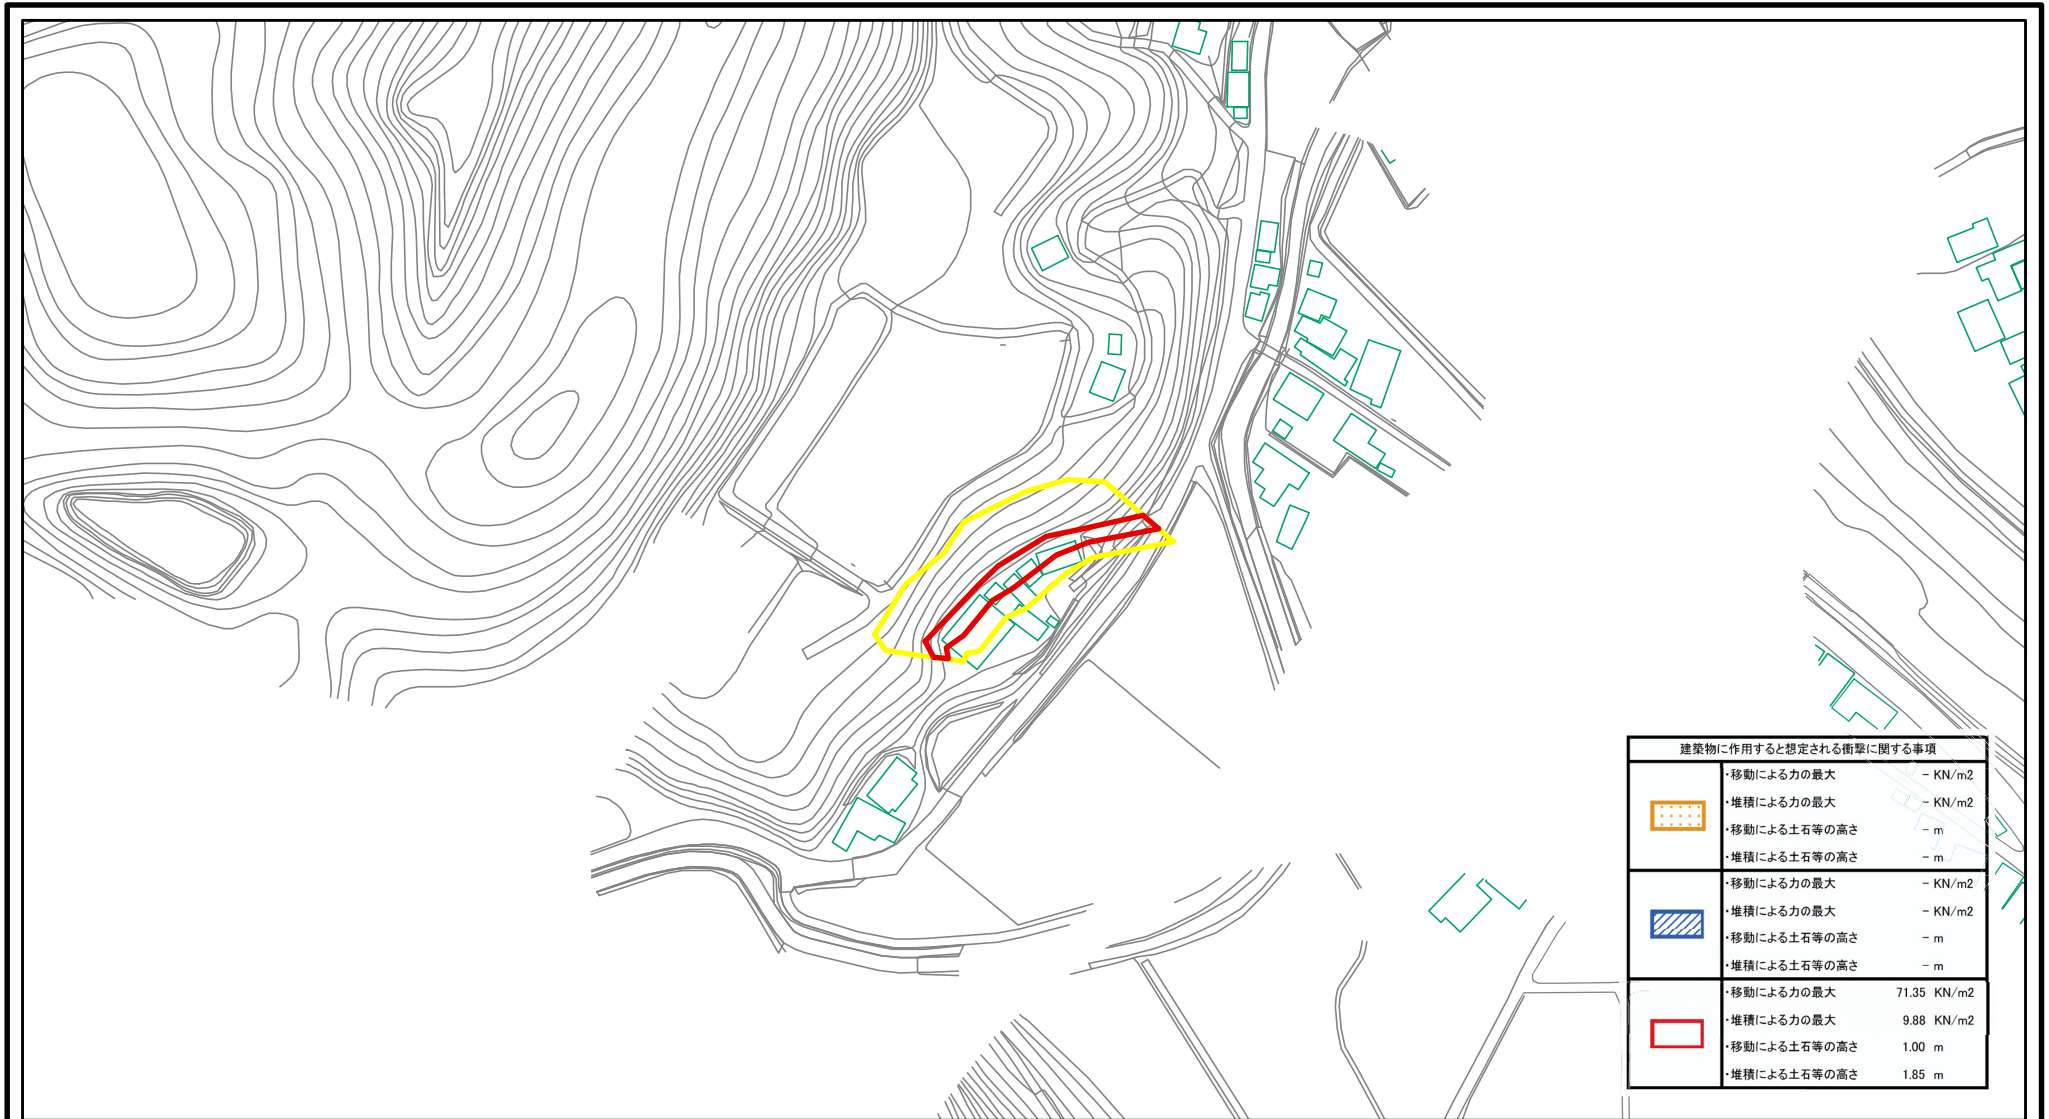 建築物に作用すると想定される衝撃に関する事項
・移動による力の最大 - KN/m2
・堆積による力の最大 - KN/m2
・移動による土石等の高さ - m
・堆積による土石等の高さ - m
・移動による力の最大 - KN/m2
・堆積による力の最大 - KN/m2
・移動による土石等の高さ - m
・堆積による土石等の高さ - m
・移動による力の最大 71.35 KN/m2
・堆積による力の最大 9.88 KN/m2
・移動による土石等の高さ 1.00 m
・堆積による土石等の高さ 1.85 m